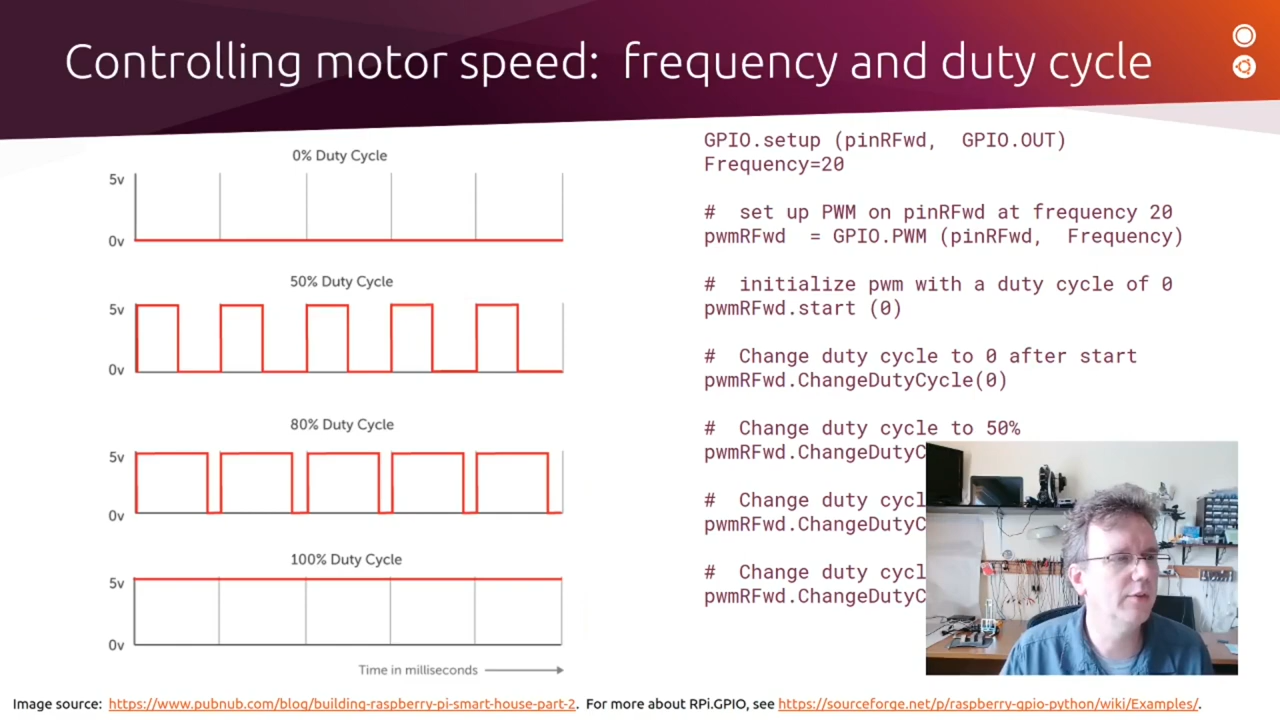 Controlling motor speed: frequency and duty cycle
0% Duty Cycle
5v
0v
50% Duty Cycle
5v
0v
80% Duty Cycle
5v
0v
100% Duty Cycle
5v
0v
Time in milliseconds
GPIO.setup (pinRFwd, GPIO.OUT)
Frequency=20
# set up PWM on pinRFwd at frequency 20
pwmRFwd = GPIO.PWM (pinRFwd, Frequency)
# initialize pwm with a duty cycle of 0
pwmRFwd.start (0)
# Change duty cycle to 0 after start
pwmRFwd.ChangeDutyCycle(0)
# Change duty cycle to 50%
pwmRFwd.ChangeDutyC
# Change duty cycl
pwmRFwd.ChangeDutyC
# Change duty cycl
pwmRFwd.ChangeDutyC
Image source: https://www.pubnub.com/blog/building-raspberry-pi-smart-house-part-2. For more about RPi.GPIO, see https://sourceforge.net/p/raspberry-gpio-python/wiki/Examples/.